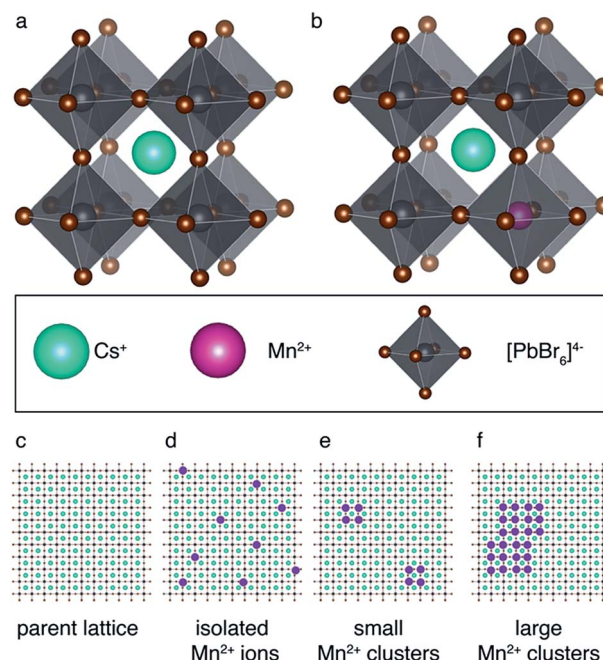 a
b
Cs⁺
Mn²⁺
[PbBr₆]⁴⁻
c
d
e
f
parent lattice
isolated
Mn²⁺ ions
small
Mn²⁺ clusters
large
Mn²⁺ clusters